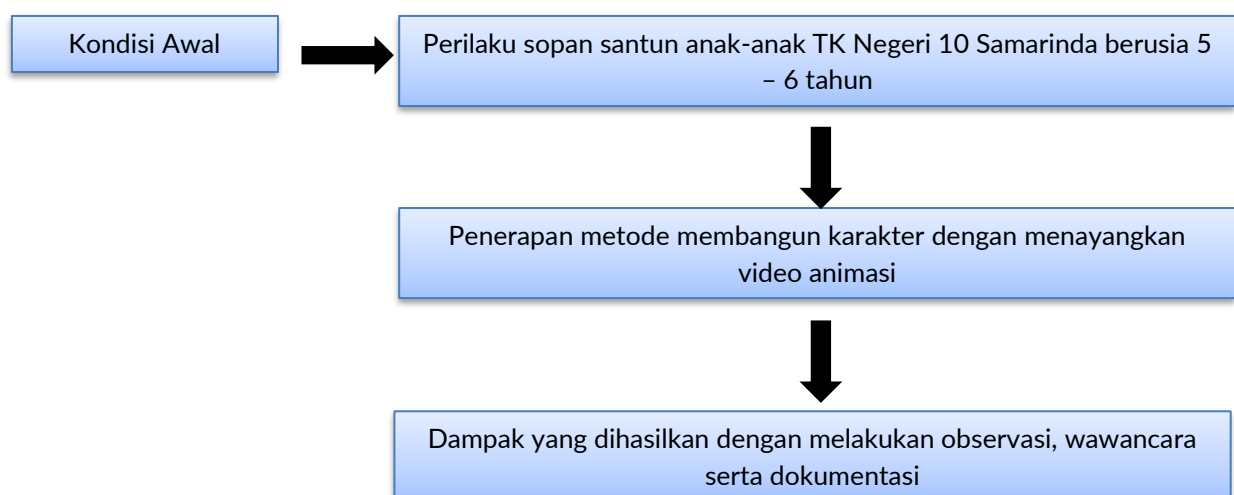 Kondisi Awal
Perilaku sopan santun anak-anak TK Negeri 10 Samarinda berusia 5
– 6 tahun
Penerapan metode membangun karakter dengan menayangkan
video animasi
Dampak yang dihasilkan dengan melakukan observasi, wawancara
serta dokumentasi